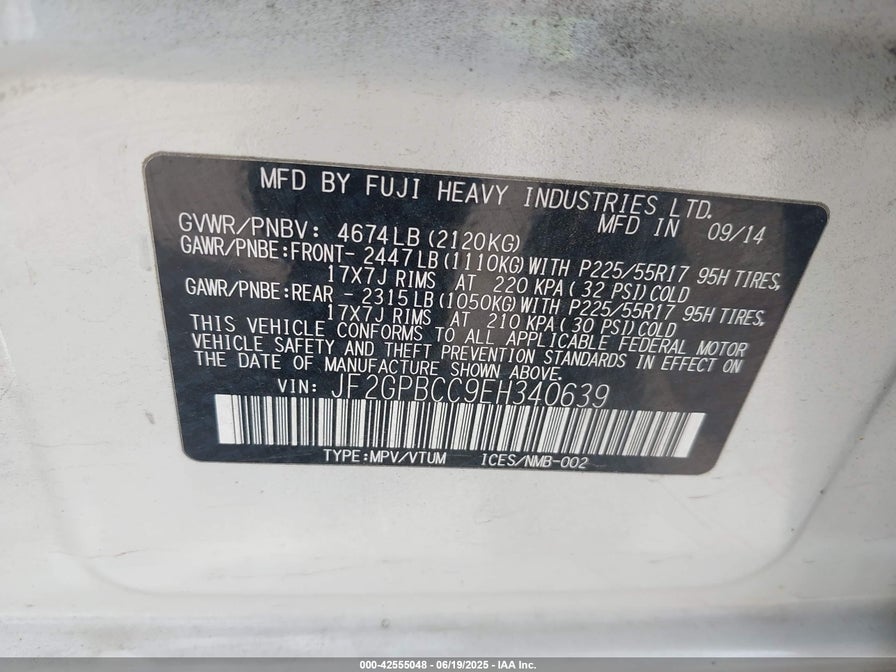 MFD BY FUJI HEAVY INDUSTRIES LTD.
GVWR/PNBV: 4674LB(2120KG) MFD IN 09/14
GAWR/PNBE:FRONT- 2447LB(1110KG)WITH P225/55R17 95H TIRES,
17X7J RIMS AT 220 KPA(32 PSI)COLD
GAWR/PNBE:REAR - 2315LB(1050KG)WITH P225/55R17 95H TIRES,
17X7J RIMS AT 210 KPA(30 PSI)COLD
THIS VEHICLE CONFORMS TO ALL APPLICABLE FEDERAL MOTOR
VEHICLE SAFETY AND THEFT PREVENTION STANDARDS IN EFFECT ON
THE DATE OF MANUFACTURE SHOWN ABOVE.
VIN: JF2GPBCC9EH340639
TYPE:MPV/VTUM ICES/NMB-002
000-42555048 - 06/19/2025 - IAA Inc.